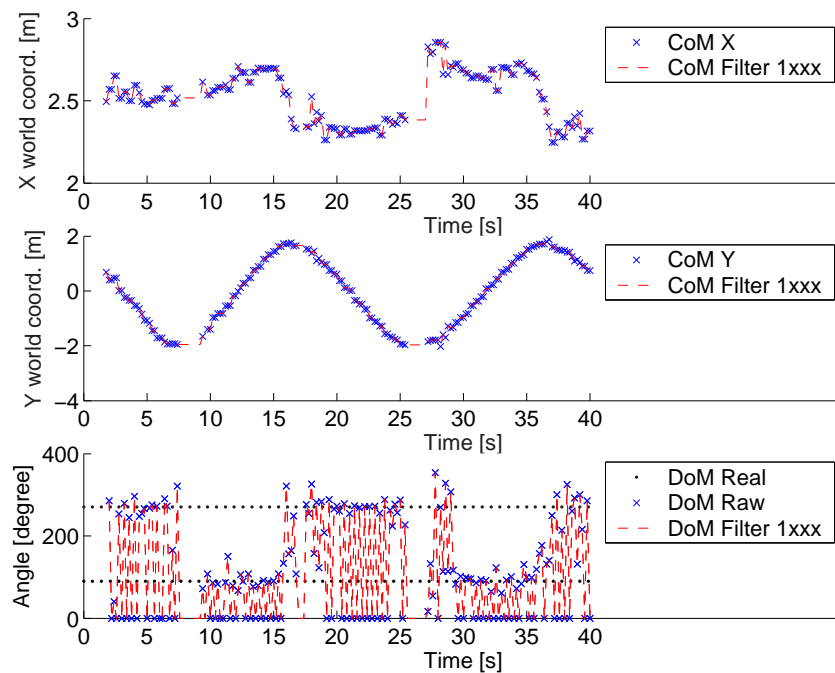 3
2.5
2
X world coord. [m]
0 5 10 15 20 25 30 35 40
Time [s]
CoM X
CoM Filter 1xxx
2
0
−2
−4
Y world coord. [m]
0 5 10 15 20 25 30 35 40
Time [s]
CoM Y
CoM Filter 1xxx
400
200
0
Angle [degree]
0 5 10 15 20 25 30 35 40
Time [s]
DoM Real
DoM Raw
DoM Filter 1xxx